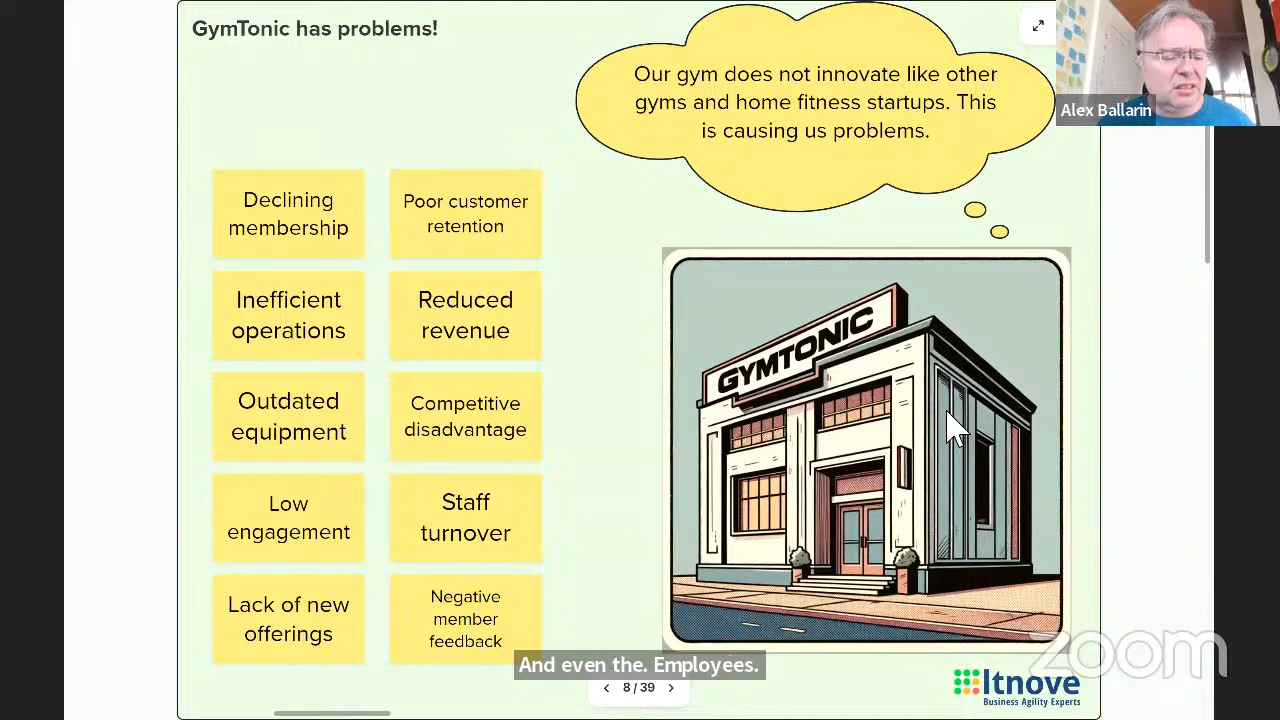 GymTonic has problems!
Our gym does not innovate like other
gyms and home fitness startups. This
is causing us problems.
Alex Ballarin
Declining
membership
Poor customer
retention
Inefficient
operations
Reduced
revenue
Outdated
equipment
Competitive
disadvantage
Low
engagement
Staff
turnover
Lack of new
offerings
Negative
member
feedback
GYMTONIC
And even the. Employees.
8 / 39
zoom
Itnove
Business Agility Experts